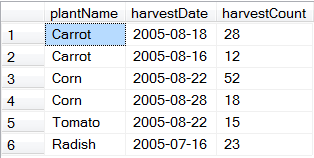 plantName harvestDate harvestCount
1 Carrot 2005-08-18 28
2 Carrot 2005-08-16 12
3 Corn 2005-08-22 52
4 Corn 2005-08-28 18
5 Tomato 2005-08-22 15
6 Radish 2005-07-16 23